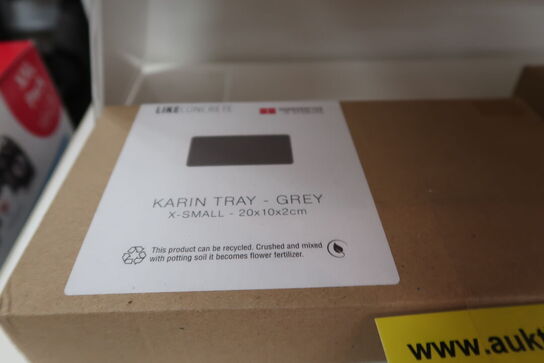 LIKECONCRETE
KARIN TRAY - GREY
X-SMALL - 20x10x2cm
This product can be recycled. Crushed and mixed
with potting soil it becomes flower fertilizer.
www.aukt